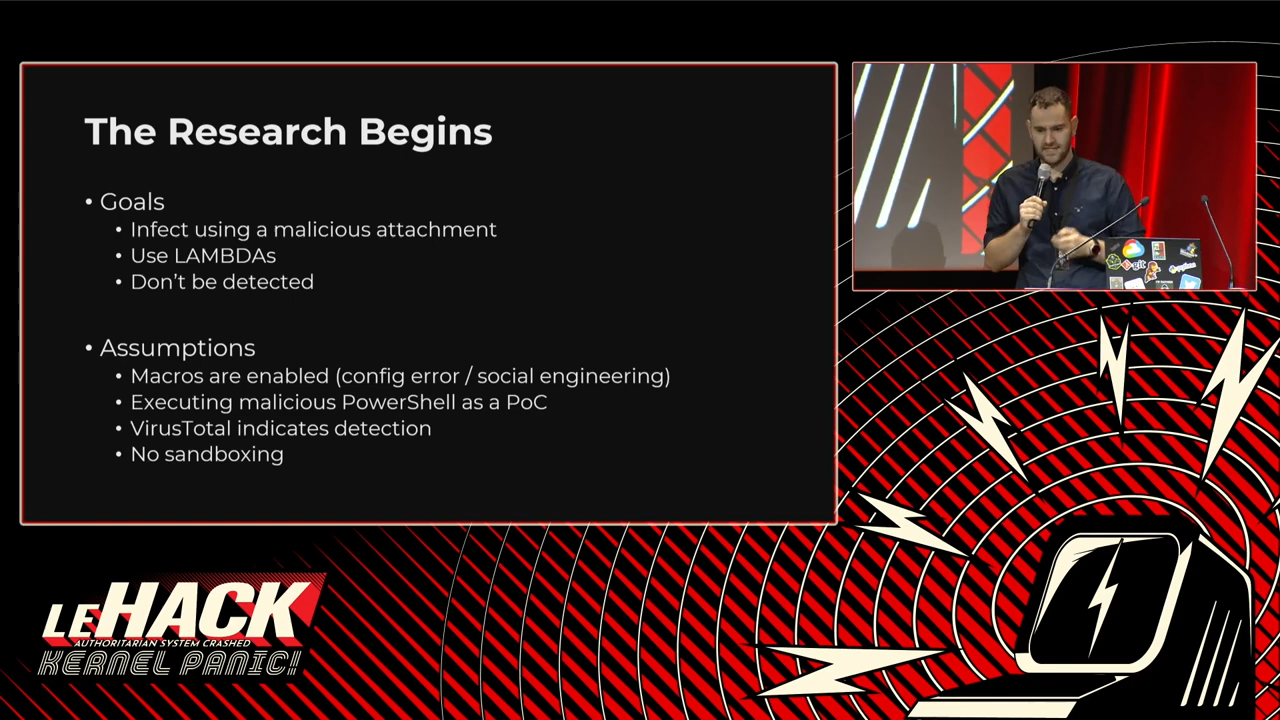 The Research Begins
• Goals
• Infect using a malicious attachment
• Use LAMBDAs
• Don’t be detected
• Assumptions
• Macros are enabled (config error / social engineering)
• Executing malicious PowerShell as a PoC
• VirusTotal indicates detection
• No sandboxing
git
LEHACK
AUTHORITARIAN SYSTEM CRASHED
KERNEL PANIC!